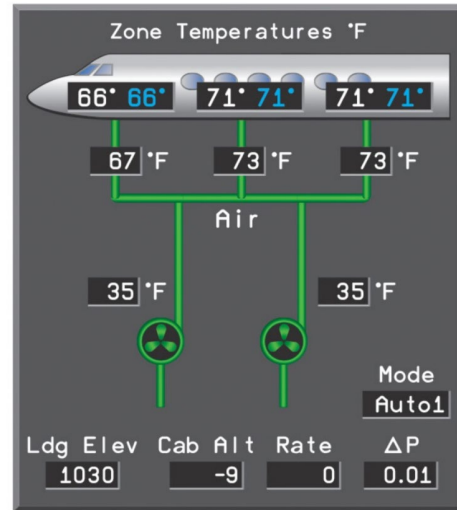 Zone Temperatures °F
66° 66° 71° 71° 71° 71°
67 °F 73 °F 73 °F
Air
35 °F 35 °F
Mode
Auto1
Ldg Elev Cab Alt Rate ΔP
1030 -9 0 0.01